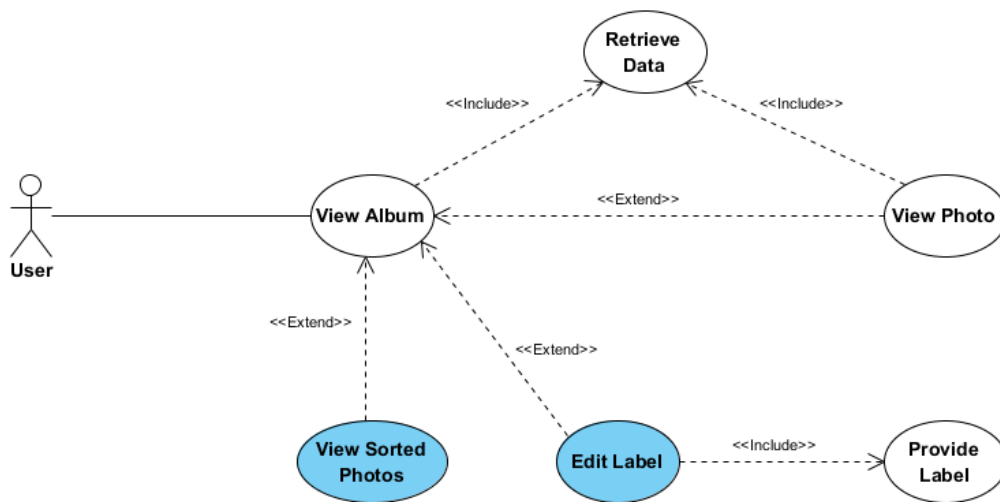 Retrieve
Data
<<Include>>
<<Include>>
<<Extend>>
View Album
View Photo
User
<<Extend>>
<<Extend>>
View Sorted
Photos
Edit Label
<<Include>>
Provide
Label